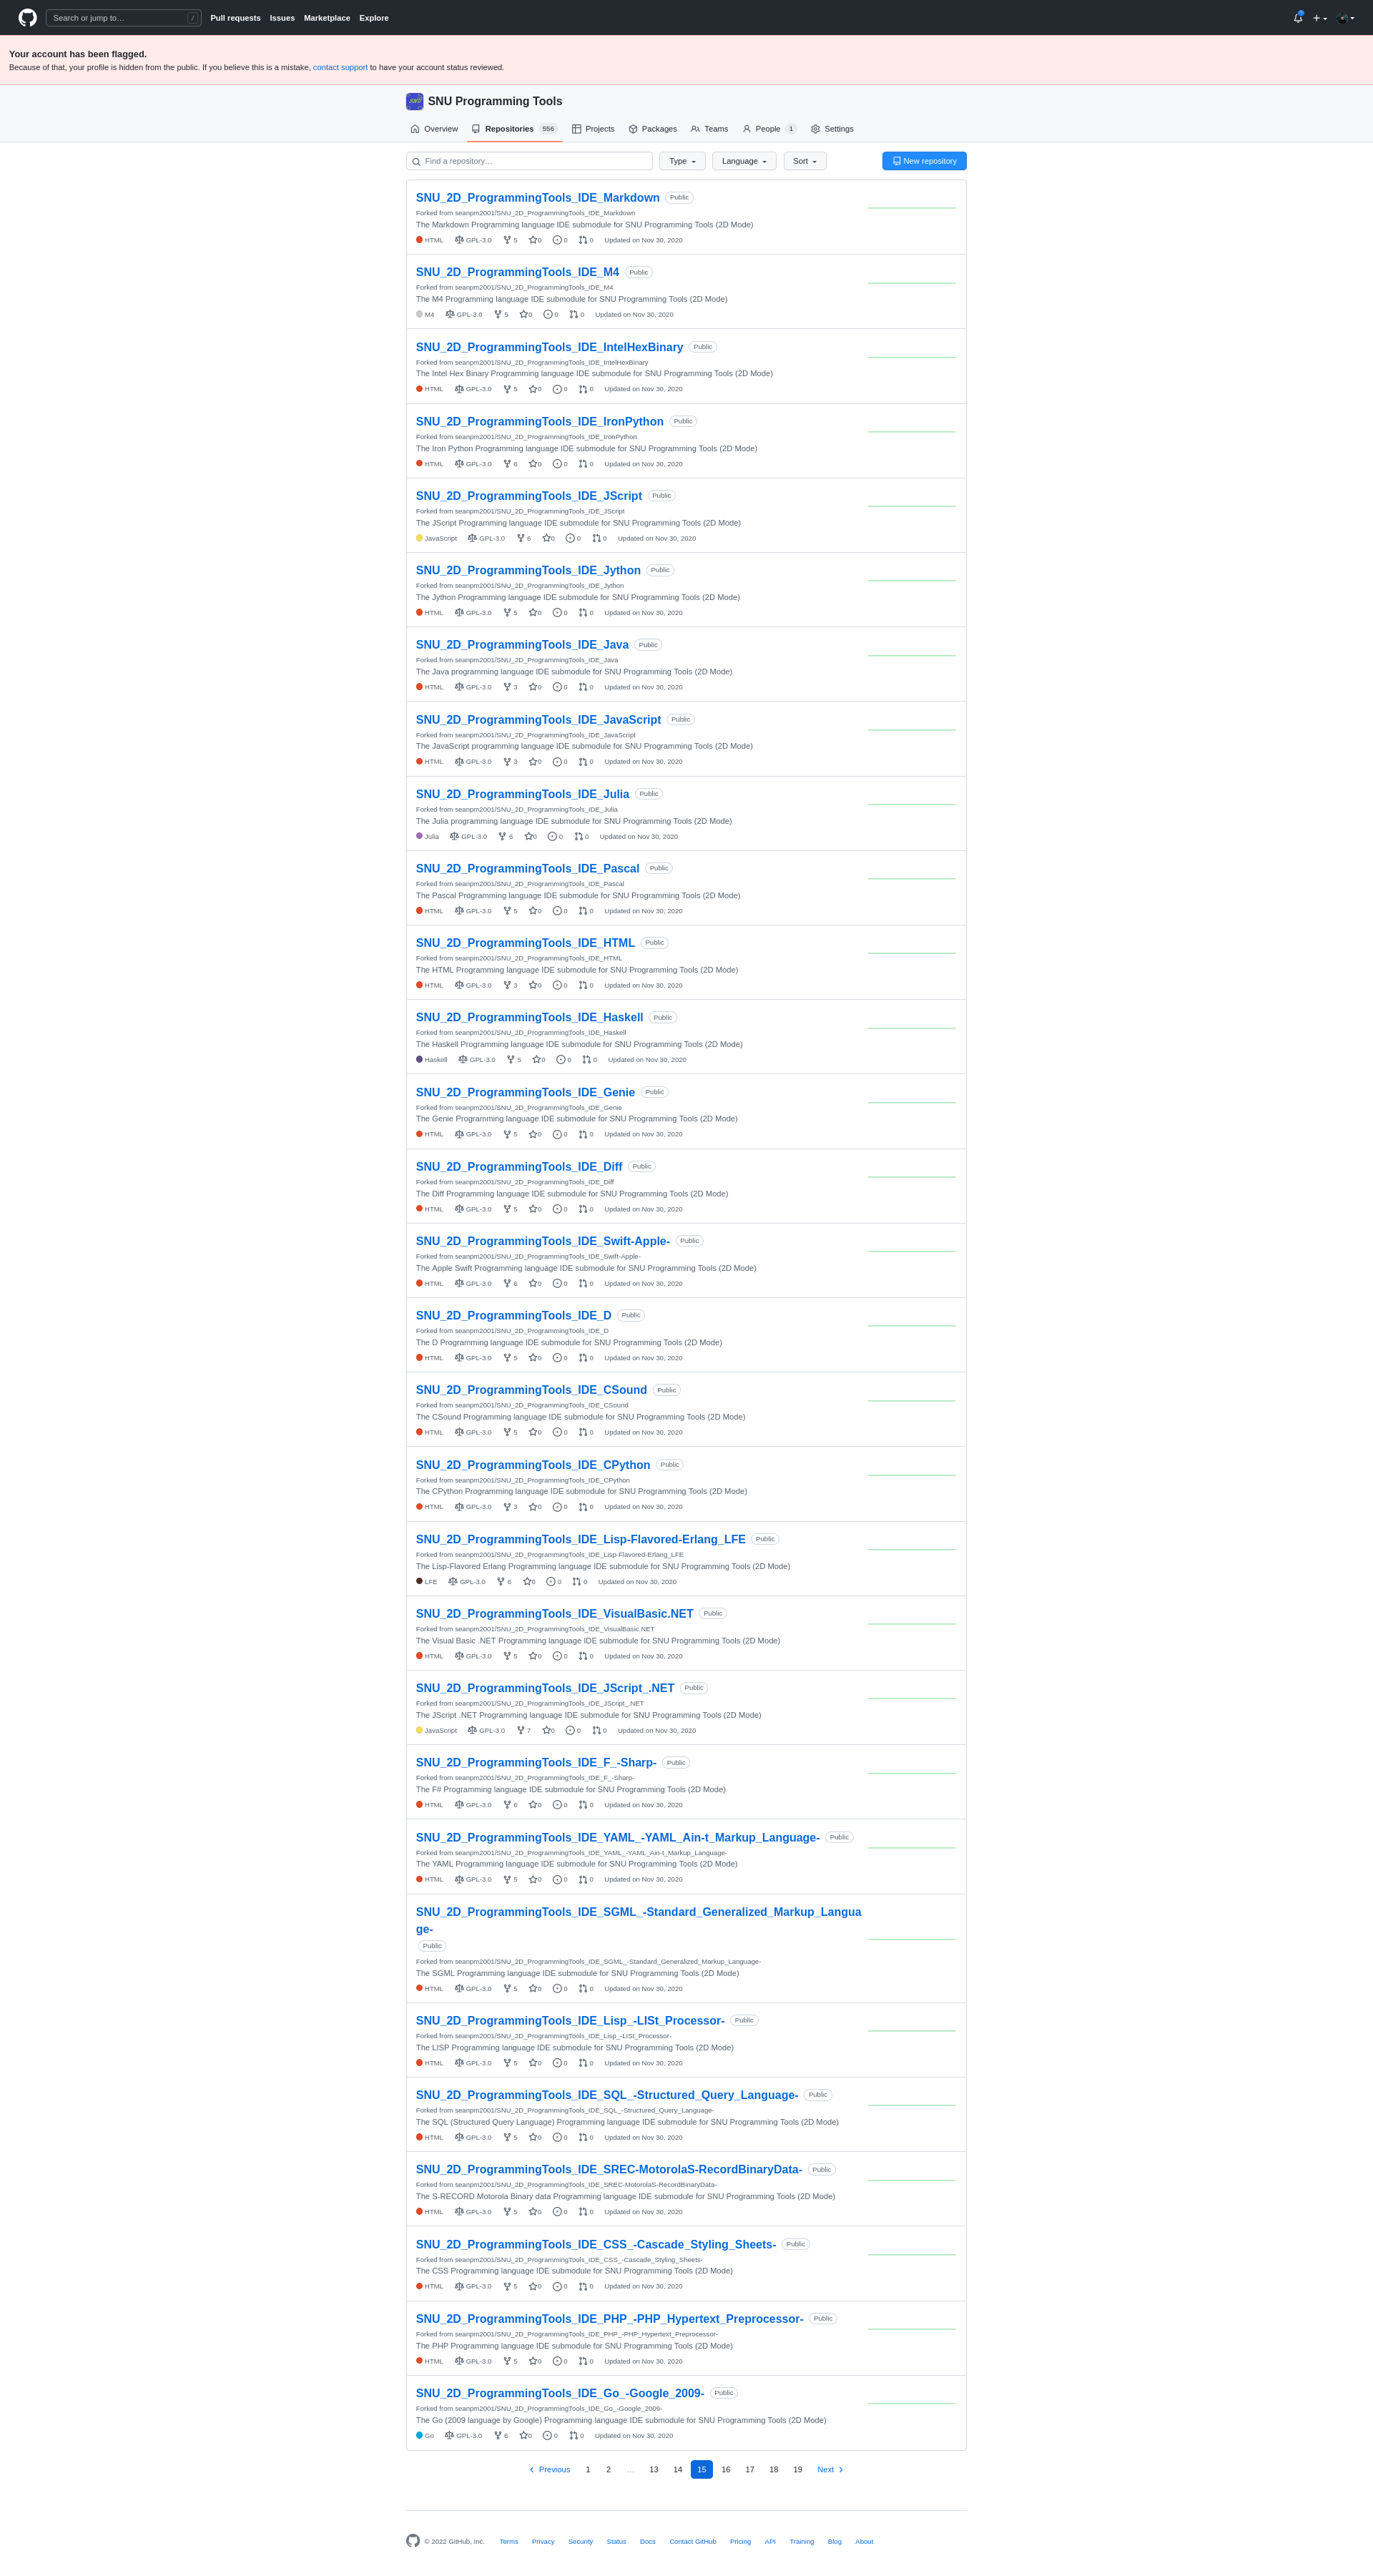 Search or jump to…
/
Pull requests Issues Marketplace Explore
Your account has been flagged.
Because of that, your profile is hidden from the public. If you believe this is a mistake, contact support to have your account status reviewed.
SNU Programming Tools
Overview Repositories 556 Projects Packages Teams People 1 Settings
Find a repository… Type Language Sort New repository
SNU_2D_ProgrammingTools_IDE_Markdown Public
Forked from seanpm2001/SNU_2D_ProgrammingTools_IDE_Markdown
The Markdown Programming language IDE submodule for SNU Programming Tools (2D Mode)
HTML GPL-3.0 5 0 0 0 Updated on Nov 30, 2020
SNU_2D_ProgrammingTools_IDE_M4 Public
Forked from seanpm2001/SNU_2D_ProgrammingTools_IDE_M4
The M4 Programming language IDE submodule for SNU Programming Tools (2D Mode)
M4 GPL-3.0 5 0 0 0 Updated on Nov 30, 2020
SNU_2D_ProgrammingTools_IDE_IntelHexBinary Public
Forked from seanpm2001/SNU_2D_ProgrammingTools_IDE_IntelHexBinary
The Intel Hex Binary Programming language IDE submodule for SNU Programming Tools (2D Mode)
HTML GPL-3.0 5 0 0 0 Updated on Nov 30, 2020
SNU_2D_ProgrammingTools_IDE_IronPython Public
Forked from seanpm2001/SNU_2D_ProgrammingTools_IDE_IronPython
The Iron Python Programming language IDE submodule for SNU Programming Tools (2D Mode)
HTML GPL-3.0 6 0 0 0 Updated on Nov 30, 2020
SNU_2D_ProgrammingTools_IDE_JScript Public
Forked from seanpm2001/SNU_2D_ProgrammingTools_IDE_JScript
The JScript Programming language IDE submodule for SNU Programming Tools (2D Mode)
JavaScript GPL-3.0 6 0 0 0 Updated on Nov 30, 2020
SNU_2D_ProgrammingTools_IDE_Jython Public
Forked from seanpm2001/SNU_2D_ProgrammingTools_IDE_Jython
The Jython Programming language IDE submodule for SNU Programming Tools (2D Mode)
HTML GPL-3.0 5 0 0 0 Updated on Nov 30, 2020
SNU_2D_ProgrammingTools_IDE_Java Public
Forked from seanpm2001/SNU_2D_ProgrammingTools_IDE_Java
The Java programming language IDE submodule for SNU Programming Tools (2D Mode)
HTML GPL-3.0 3 0 0 0 Updated on Nov 30, 2020
SNU_2D_ProgrammingTools_IDE_JavaScript Public
Forked from seanpm2001/SNU_2D_ProgrammingTools_IDE_JavaScript
The JavaScript programming language IDE submodule for SNU Programming Tools (2D Mode)
HTML GPL-3.0 3 0 0 0 Updated on Nov 30, 2020
SNU_2D_ProgrammingTools_IDE_Julia Public
Forked from seanpm2001/SNU_2D_ProgrammingTools_IDE_Julia
The Julia programming language IDE submodule for SNU Programming Tools (2D Mode)
Julia GPL-3.0 6 0 0 0 Updated on Nov 30, 2020
SNU_2D_ProgrammingTools_IDE_Pascal Public
Forked from seanpm2001/SNU_2D_ProgrammingTools_IDE_Pascal
The Pascal Programming language IDE submodule for SNU Programming Tools (2D Mode)
HTML GPL-3.0 5 0 0 0 Updated on Nov 30, 2020
SNU_2D_ProgrammingTools_IDE_HTML Public
Forked from seanpm2001/SNU_2D_ProgrammingTools_IDE_HTML
The HTML Programming language IDE submodule for SNU Programming Tools (2D Mode)
HTML GPL-3.0 3 0 0 0 Updated on Nov 30, 2020
SNU_2D_ProgrammingTools_IDE_Haskell Public
Forked from seanpm2001/SNU_2D_ProgrammingTools_IDE_Haskell
The Haskell Programming language IDE submodule for SNU Programming Tools (2D Mode)
Haskell GPL-3.0 5 0 0 0 Updated on Nov 30, 2020
SNU_2D_ProgrammingTools_IDE_Genie Public
Forked from seanpm2001/SNU_2D_ProgrammingTools_IDE_Genie
The Genie Programming language IDE submodule for SNU Programming Tools (2D Mode)
HTML GPL-3.0 5 0 0 0 Updated on Nov 30, 2020
SNU_2D_ProgrammingTools_IDE_Diff Public
Forked from seanpm2001/SNU_2D_ProgrammingTools_IDE_Diff
The Diff Programming language IDE submodule for SNU Programming Tools (2D Mode)
HTML GPL-3.0 5 0 0 0 Updated on Nov 30, 2020
SNU_2D_ProgrammingTools_IDE_Swift-Apple- Public
Forked from seanpm2001/SNU_2D_ProgrammingTools_IDE_Swift-Apple-
The Apple Swift Programming language IDE submodule for SNU Programming Tools (2D Mode)
HTML GPL-3.0 6 0 0 0 Updated on Nov 30, 2020
SNU_2D_ProgrammingTools_IDE_D Public
Forked from seanpm2001/SNU_2D_ProgrammingTools_IDE_D
The D Programming language IDE submodule for SNU Programming Tools (2D Mode)
HTML GPL-3.0 5 0 0 0 Updated on Nov 30, 2020
SNU_2D_ProgrammingTools_IDE_CSound Public
Forked from seanpm2001/SNU_2D_ProgrammingTools_IDE_CSound
The CSound Programming language IDE submodule for SNU Programming Tools (2D Mode)
HTML GPL-3.0 5 0 0 0 Updated on Nov 30, 2020
SNU_2D_ProgrammingTools_IDE_CPython Public
Forked from seanpm2001/SNU_2D_ProgrammingTools_IDE_CPython
The CPython Programming language IDE submodule for SNU Programming Tools (2D Mode)
HTML GPL-3.0 3 0 0 0 Updated on Nov 30, 2020
SNU_2D_ProgrammingTools_IDE_Lisp-Flavored-Erlang_LFE Public
Forked from seanpm2001/SNU_2D_ProgrammingTools_IDE_Lisp-Flavored-Erlang_LFE
The Lisp-Flavored Erlang Programming language IDE submodule for SNU Programming Tools (2D Mode)
LFE GPL-3.0 6 0 0 0 Updated on Nov 30, 2020
SNU_2D_ProgrammingTools_IDE_VisualBasic.NET Public
Forked from seanpm2001/SNU_2D_ProgrammingTools_IDE_VisualBasic.NET
The Visual Basic .NET Programming language IDE submodule for SNU Programming Tools (2D Mode)
HTML GPL-3.0 5 0 0 0 Updated on Nov 30, 2020
SNU_2D_ProgrammingTools_IDE_JScript_.NET Public
Forked from seanpm2001/SNU_2D_ProgrammingTools_IDE_JScript_.NET
The JScript .NET Programming language IDE submodule for SNU Programming Tools (2D Mode)
JavaScript GPL-3.0 7 0 0 0 Updated on Nov 30, 2020
SNU_2D_ProgrammingTools_IDE_F_-Sharp- Public
Forked from seanpm2001/SNU_2D_ProgrammingTools_IDE_F_-Sharp-
The F# Programming language IDE submodule for SNU Programming Tools (2D Mode)
HTML GPL-3.0 6 0 0 0 Updated on Nov 30, 2020
SNU_2D_ProgrammingTools_IDE_YAML_-YAML_Ain-t_Markup_Language- Public
Forked from seanpm2001/SNU_2D_ProgrammingTools_IDE_YAML_-YAML_Ain-t_Markup_Language-
The YAML Programming language IDE submodule for SNU Programming Tools (2D Mode)
HTML GPL-3.0 5 0 0 0 Updated on Nov 30, 2020
SNU_2D_ProgrammingTools_IDE_SGML_-Standard_Generalized_Markup_Langua
ge-
Public
Forked from seanpm2001/SNU_2D_ProgrammingTools_IDE_SGML_-Standard_Generalized_Markup_Language-
The SGML Programming language IDE submodule for SNU Programming Tools (2D Mode)
HTML GPL-3.0 5 0 0 0 Updated on Nov 30, 2020
SNU_2D_ProgrammingTools_IDE_Lisp_-LISt_Processor- Public
Forked from seanpm2001/SNU_2D_ProgrammingTools_IDE_Lisp_-LISt_Processor-
The LISP Programming language IDE submodule for SNU Programming Tools (2D Mode)
HTML GPL-3.0 5 0 0 0 Updated on Nov 30, 2020
SNU_2D_ProgrammingTools_IDE_SQL_-Structured_Query_Language- Public
Forked from seanpm2001/SNU_2D_ProgrammingTools_IDE_SQL_-Structured_Query_Language-
The SQL (Structured Query Language) Programming language IDE submodule for SNU Programming Tools (2D Mode)
HTML GPL-3.0 5 0 0 0 Updated on Nov 30, 2020
SNU_2D_ProgrammingTools_IDE_SREC-MotorolaS-RecordBinaryData- Public
Forked from seanpm2001/SNU_2D_ProgrammingTools_IDE_SREC-MotorolaS-RecordBinaryData-
The S-RECORD Motorola Binary data Programming language IDE submodule for SNU Programming Tools (2D Mode)
HTML GPL-3.0 5 0 0 0 Updated on Nov 30, 2020
SNU_2D_ProgrammingTools_IDE_CSS_-Cascade_Styling_Sheets- Public
Forked from seanpm2001/SNU_2D_ProgrammingTools_IDE_CSS_-Cascade_Styling_Sheets-
The CSS Programming language IDE submodule for SNU Programming Tools (2D Mode)
HTML GPL-3.0 5 0 0 0 Updated on Nov 30, 2020
SNU_2D_ProgrammingTools_IDE_PHP_-PHP_Hypertext_Preprocessor- Public
Forked from seanpm2001/SNU_2D_ProgrammingTools_IDE_PHP_-PHP_Hypertext_Preprocessor-
The PHP Programming language IDE submodule for SNU Programming Tools (2D Mode)
HTML GPL-3.0 5 0 0 0 Updated on Nov 30, 2020
SNU_2D_ProgrammingTools_IDE_Go_-Google_2009- Public
Forked from seanpm2001/SNU_2D_ProgrammingTools_IDE_Go_-Google_2009-
The Go (2009 language by Google) Programming language IDE submodule for SNU Programming Tools (2D Mode)
Go GPL-3.0 6 0 0 0 Updated on Nov 30, 2020
Previous 1 2 … 13 14 15 16 17 18 19 Next
© 2022 GitHub, Inc. Terms Privacy Security Status Docs Contact GitHub Pricing API Training Blog About